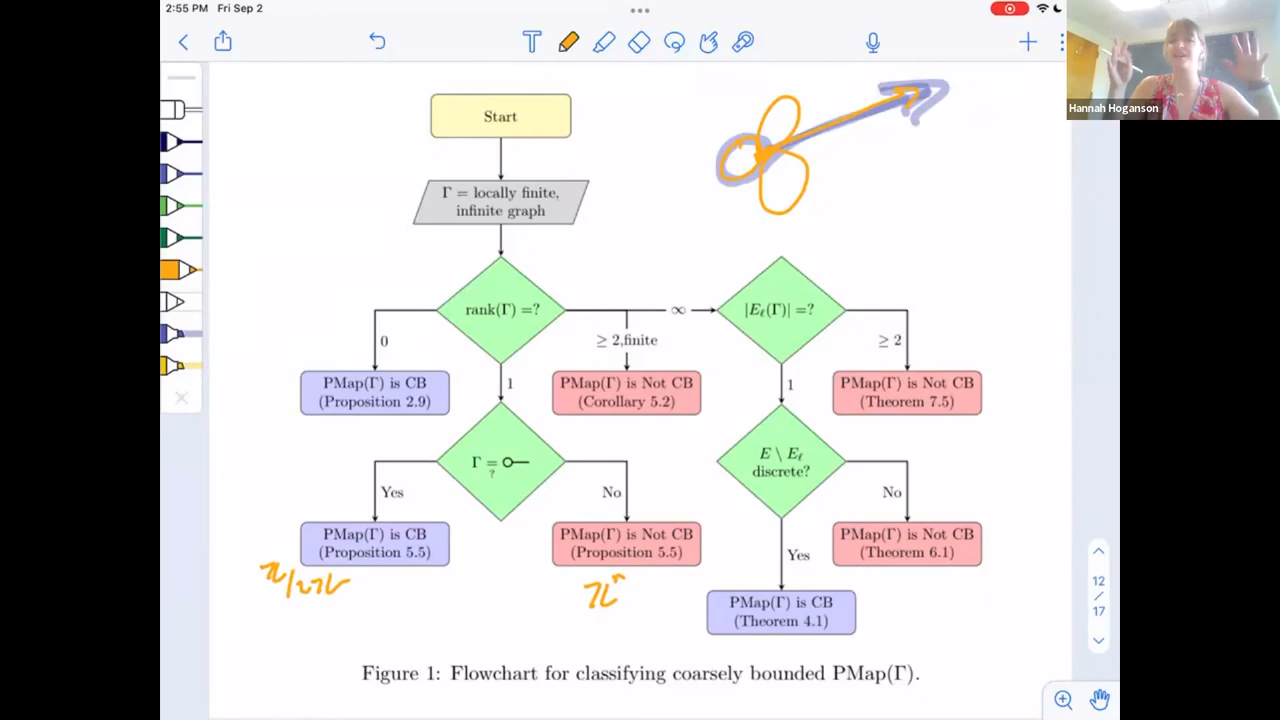 2:55 PM Fri Sep 2
Hannah Hoganson
Start
Γ = locally finite,
infinite graph
rank(Γ) =?
∞
|Eℓ(Γ)| =?
0
≥ 2,finite
≥ 2
1
1
PMap(Γ) is CB
(Proposition 2.9)
PMap(Γ) is Not CB
(Corollary 5.2)
PMap(Γ) is Not CB
(Theorem 7.5)
Γ =
?
E \ Eℓ
discrete?
Yes
No
No
PMap(Γ) is CB
(Proposition 5.5)
PMap(Γ) is Not CB
(Proposition 5.5)
PMap(Γ) is Not CB
(Theorem 6.1)
Yes
ℤ/2ℤ
ℤⁿ
PMap(Γ) is CB
(Theorem 4.1)
Figure 1: Flowchart for classifying coarsely bounded PMap(Γ).
12
/
17